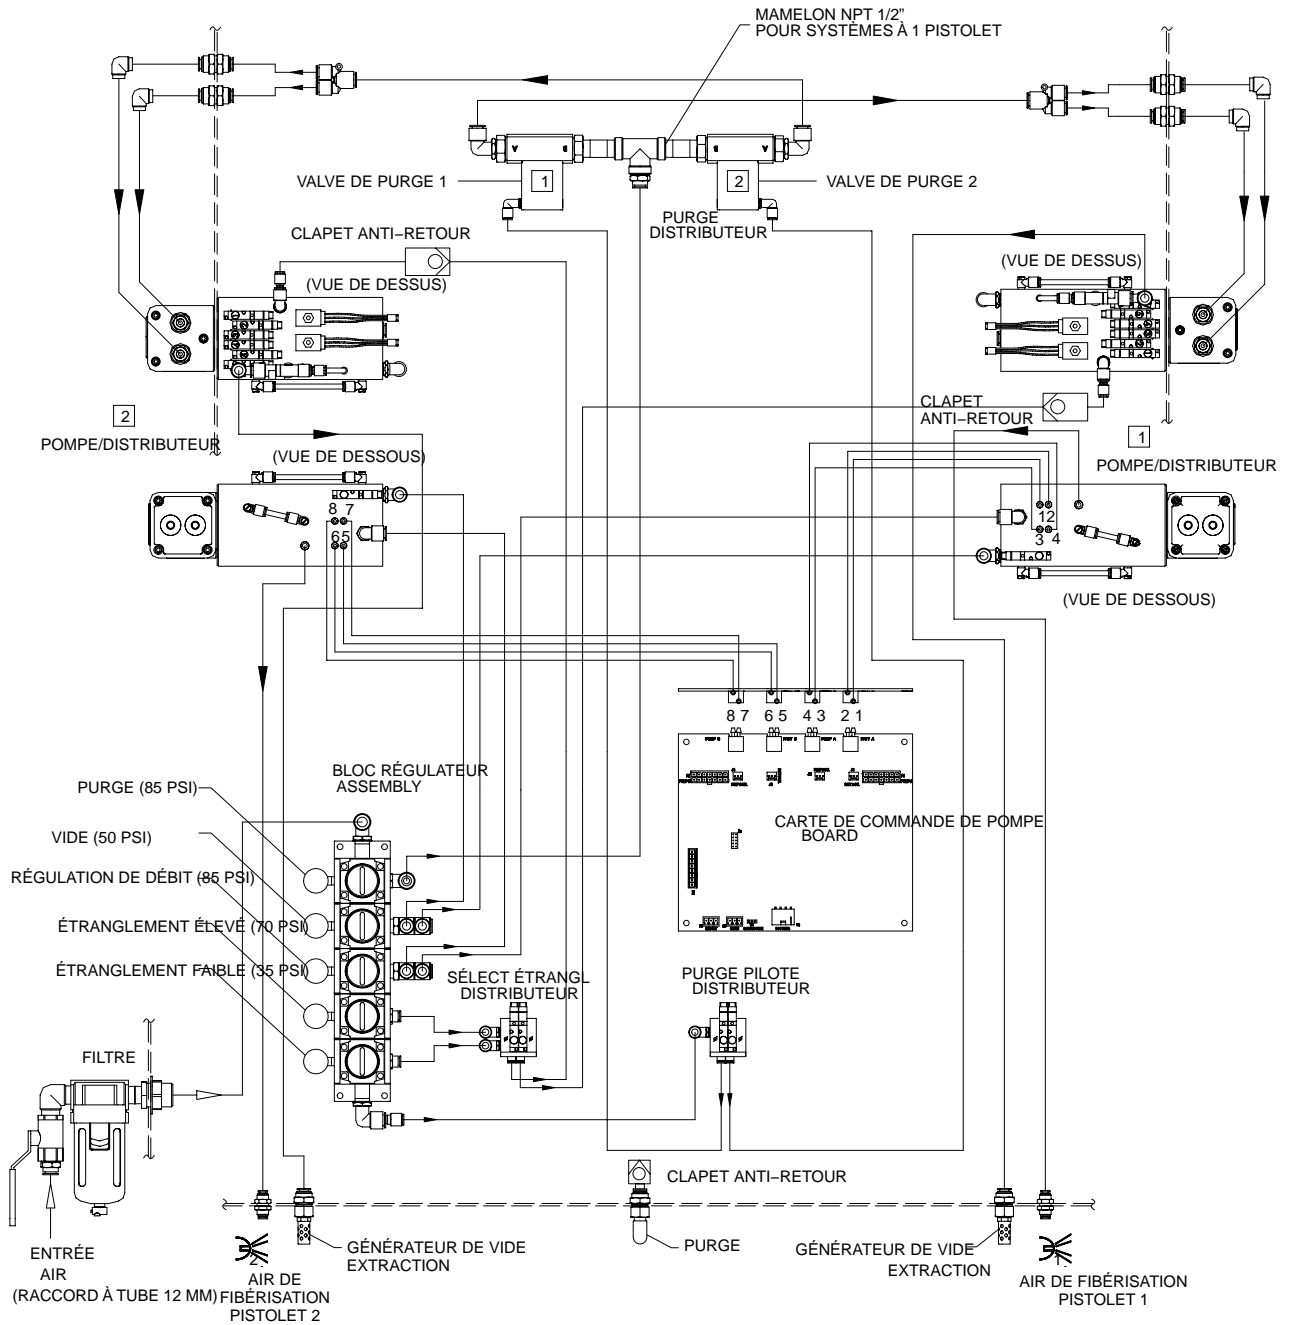 MAMELON NPT 1/2”
POUR SYSTÈMES À 1 PISTOLET
A
B
B
A
VALVE DE PURGE 1
1
2
VALVE DE PURGE 2
PURGE
DISTRIBUTEUR
CLAPET ANTI–RETOUR
(VUE DE DESSUS)
(VUE DE DESSUS)
CLAPET
ANTI–RETOUR
2
POMPE/DISTRIBUTEUR
(VUE DE DESSOUS)
1
POMPE/DISTRIBUTEUR
8 7
6 5
1 2
3 4
(VUE DE DESSOUS)
8 7 6 5 4 3 2 1
BLOC RÉGULATEUR
ASSEMBLY
PURGE (85 PSI)
VIDE (50 PSI)
RÉGULATION DE DÉBIT (85 PSI)
ÉTRANGLEMENT ÉLEVÉ (70 PSI)
ÉTRANGLEMENT FAIBLE (35 PSI)
CARTE DE COMMANDE DE POMPE
BOARD
SÉLECT ÉTRANGL
DISTRIBUTEUR
PURGE PILOTE
DISTRIBUTEUR
FILTRE
CLAPET ANTI–RETOUR
ENTRÉE
AIR
(RACCORD À TUBE 12 MM)
2
AIR DE
FIBÉRISATION
PISTOLET 2
GÉNÉRATEUR DE VIDE
EXTRACTION
PURGE
GÉNÉRATEUR DE VIDE
EXTRACTION
1
AIR DE FIBÉRISATION
PISTOLET 1